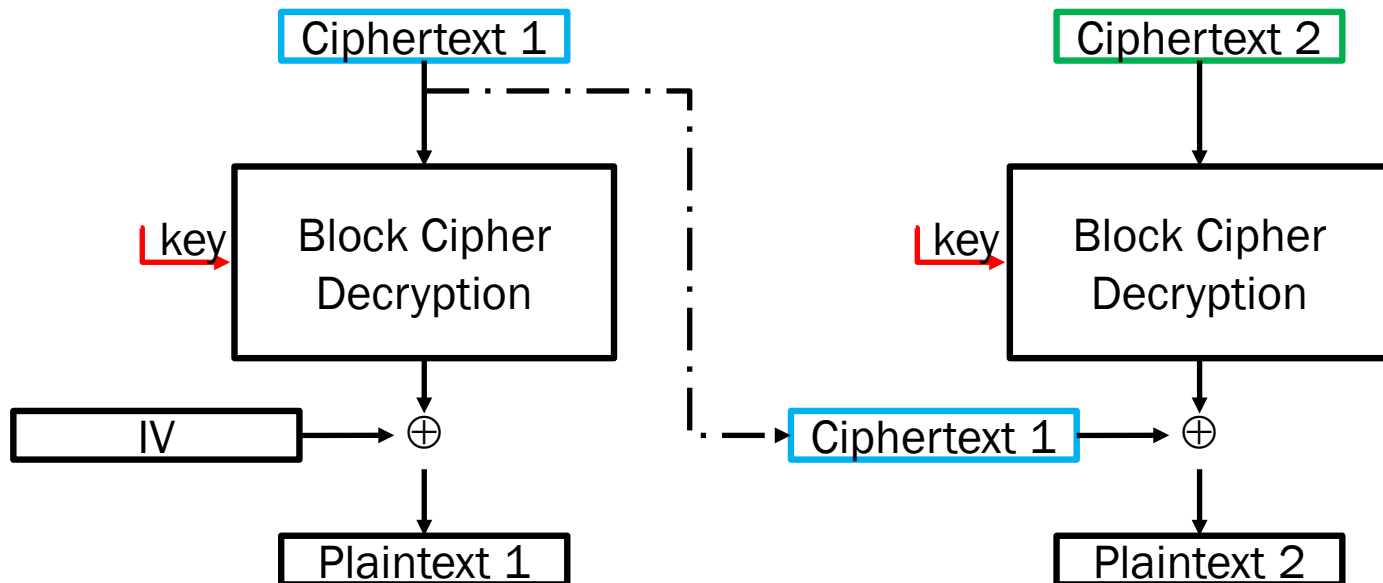 Ciphertext 1
Ciphertext 2
key
Block Cipher
Decryption
key
Block Cipher
Decryption
IV
⊕
Ciphertext 1
⊕
Plaintext 1
Plaintext 2